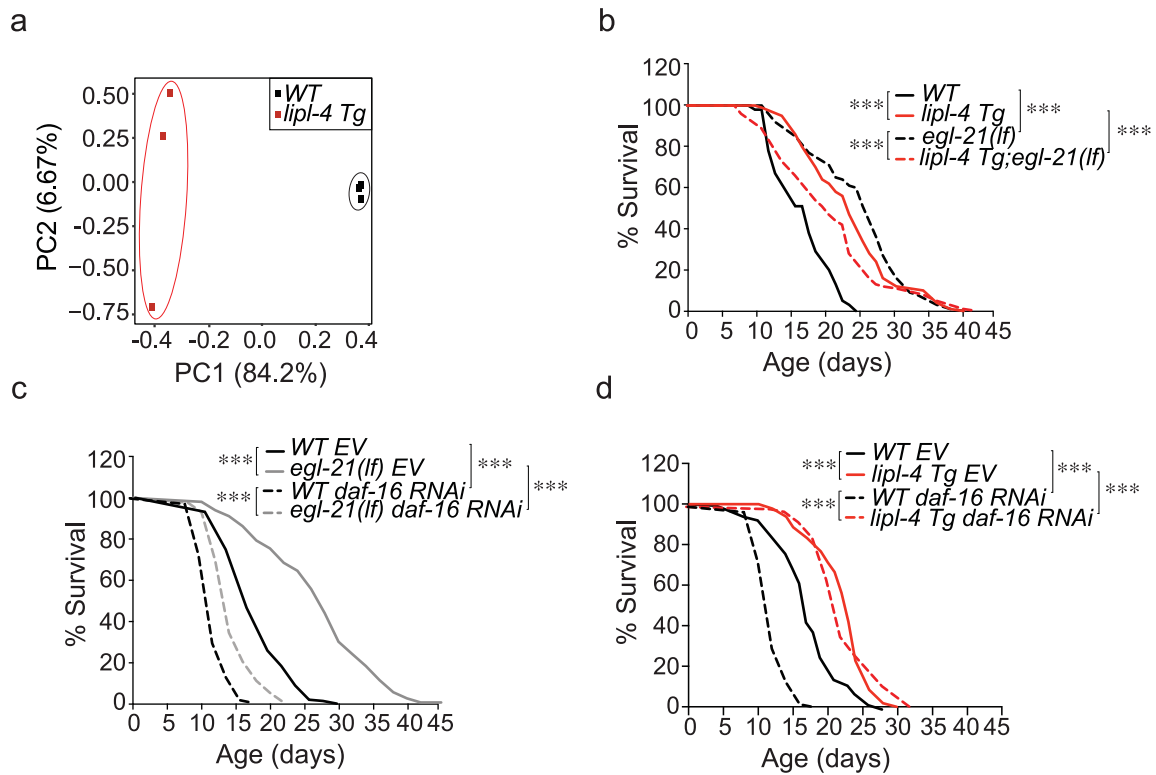 a
WT
lipl-4 Tg
0.50
0.25
0.00
−0.25
−0.50
−0.75
PC2 (6.67%)
-0.4 -0.2 0.0 0.2 0.4
PC1 (84.2%)
b
120
100
80
60
40
20
0
% Survival
WT
lipl-4 Tg
egl-21(lf)
lipl-4 Tg;egl-21(lf)
*** ***
*** ***
0 5 10 15 20 25 30 35 40 45
Age (days)
c
120
100
80
60
40
20
0
% Survival
WT EV
egl-21(lf) EV
WT daf-16 RNAi
egl-21(lf) daf-16 RNAi
*** ***
*** ***
0 5 10 15 20 25 30 35 40 45
Age (days)
d
120
100
80
60
40
20
0
% Survival
WT EV
lipl-4 Tg EV
WT daf-16 RNAi
lipl-4 Tg daf-16 RNAi
*** ***
*** ***
0 5 10 15 20 25 30 35 40 45
Age (days)